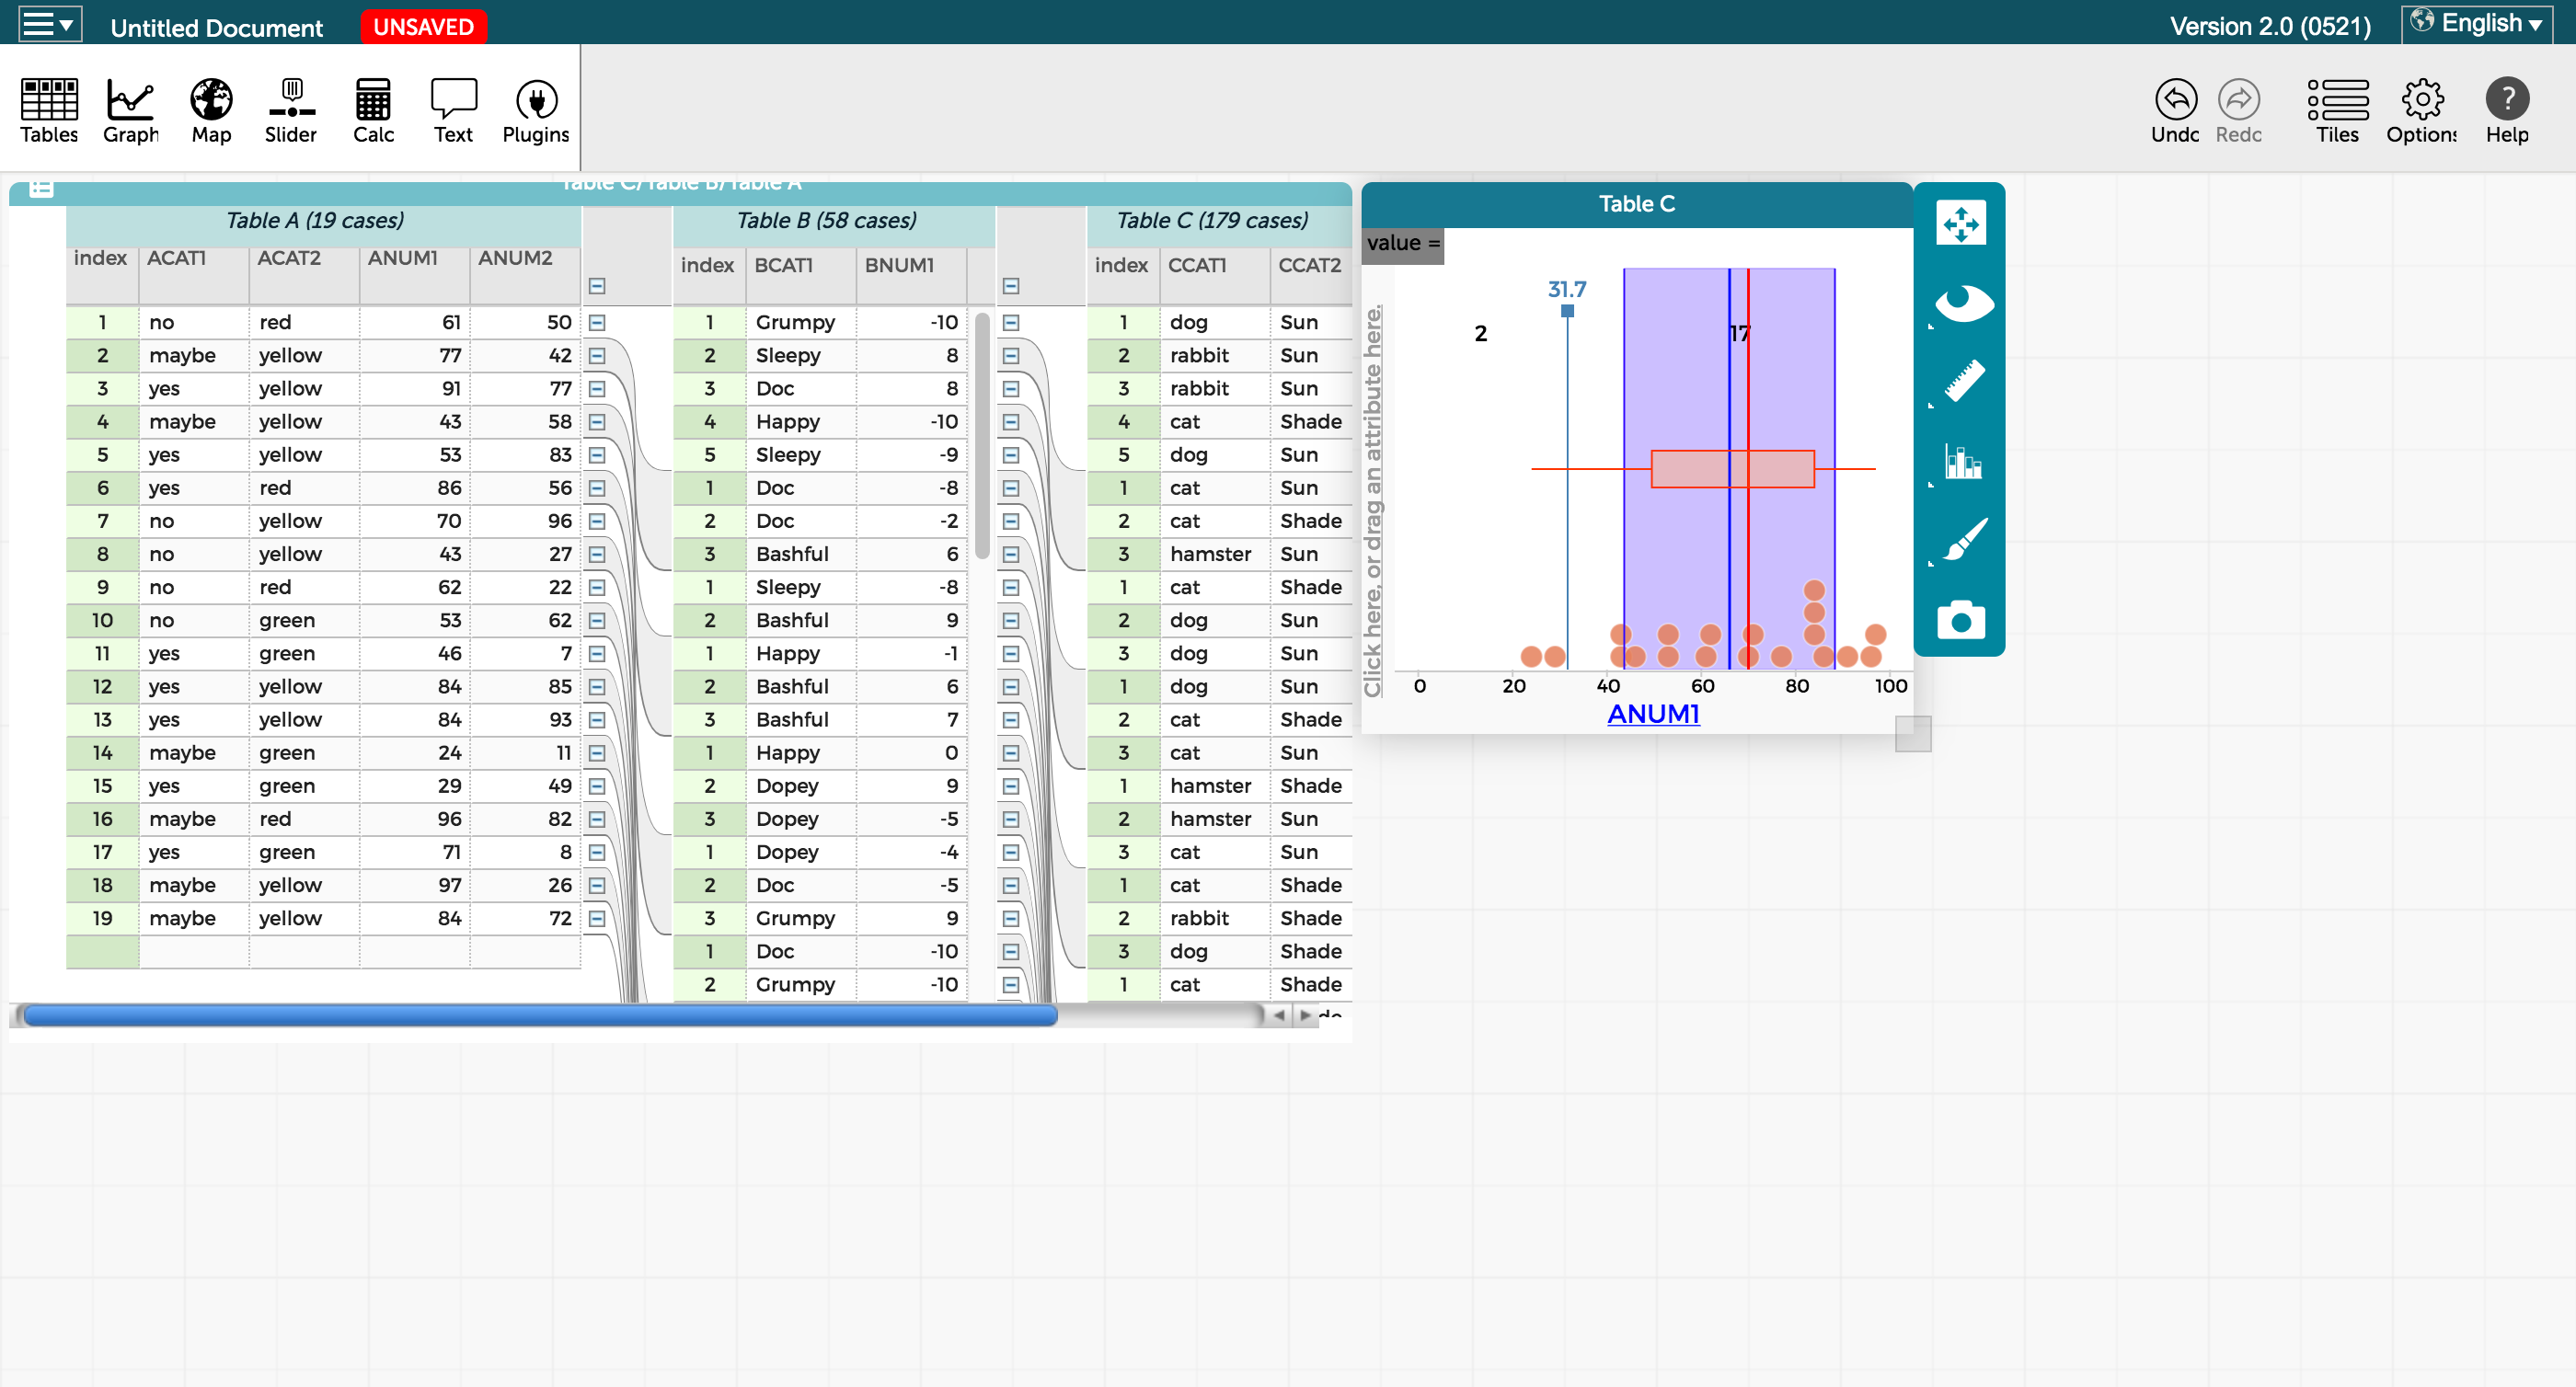 Untitled Document UNSAVED Version 2.0 (0521) English
Tables Graph Map Slider Calc Text Plugins Undo Redo Tiles Options Help
Table C/Table B/Table A
Table A (19 cases) Table B (58 cases) Table C (179 cases)
index ACAT1 ACAT2 ANUM1 ANUM2 index BCAT1 BNUM1 index CCAT1 CCAT2
1 no red 61 50 1 Grumpy -10 1 dog Sun
2 maybe yellow 77 42 2 Sleepy 8 2 rabbit Sun
3 yes yellow 91 77 3 Doc 8 3 rabbit Sun
4 maybe yellow 43 58 4 Happy -10 4 cat Shade
5 yes yellow 53 83 5 Sleepy -9 5 dog Sun
6 yes red 86 56 1 Doc -8 1 cat Sun
7 no yellow 70 96 2 Doc -2 2 cat Shade
8 no yellow 43 27 3 Bashful 6 3 hamster Sun
9 no red 62 22 1 Sleepy -8 1 cat Shade
10 no green 53 62 2 Bashful 9 2 dog Sun
11 yes green 46 7 1 Happy -1 3 dog Sun
12 yes yellow 84 85 2 Bashful 6 1 dog Sun
13 yes yellow 84 93 3 Bashful 7 2 cat Shade
14 maybe green 24 11 1 Happy 0 3 cat Sun
15 yes green 29 49 2 Dopey 9 1 hamster Shade
16 maybe red 96 82 3 Dopey -5 2 hamster Sun
17 yes green 71 8 1 Dopey -4 3 cat Sun
18 maybe yellow 97 26 2 Doc -5 1 cat Shade
19 maybe yellow 84 72 3 Grumpy 9 2 rabbit Shade
1 Doc -10 3 dog Shade
2 Grumpy -10 1 cat Shade
Table C
value =
31.7
2 17
Click here, or drag an attribute here.
0 20 40 60 80 100
ANUM1